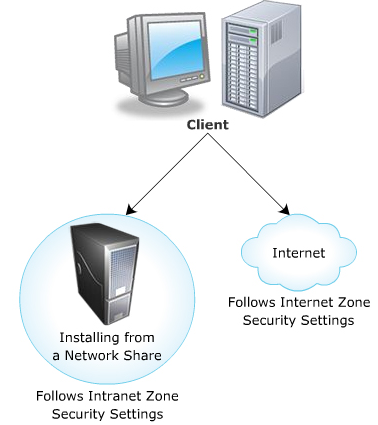 Client
Internet
Follows Internet Zone
Security Settings
Installing from
a Network Share
Follows Intranet Zone
Security Settings